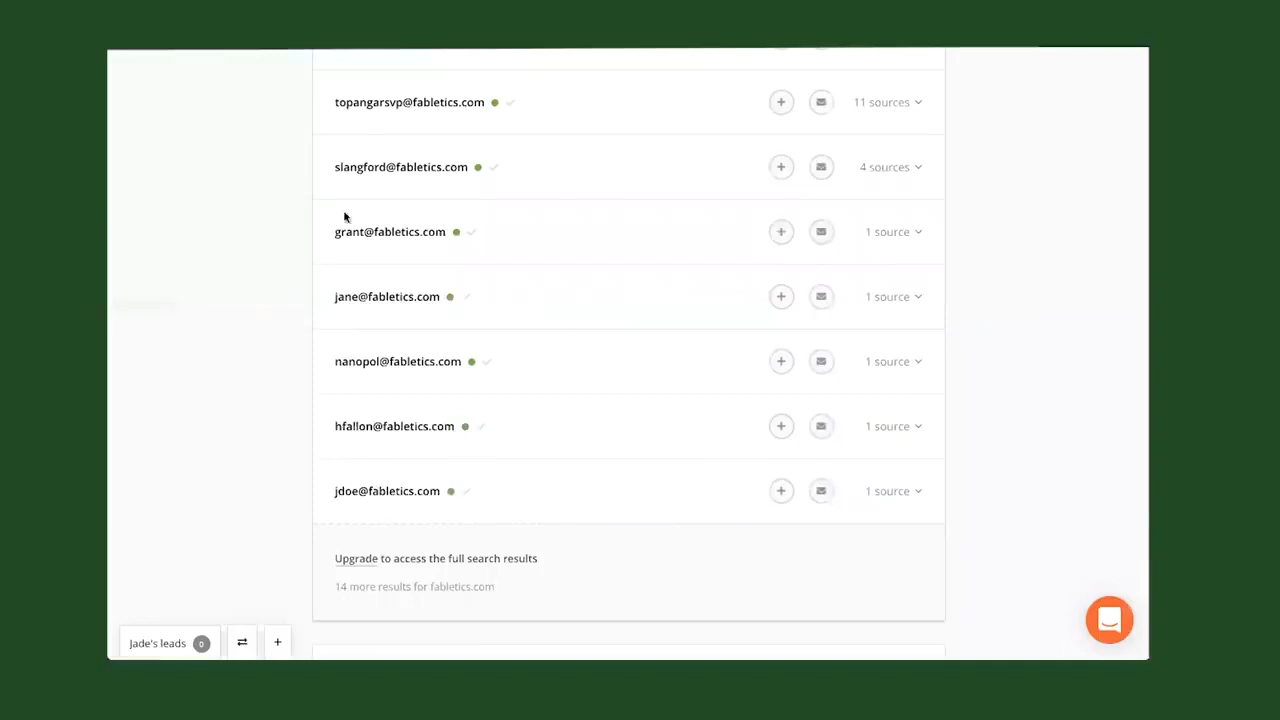 topangarsvp@fabletics.com 11 sources
slangford@fabletics.com 4 sources
grant@fabletics.com 1 source
jane@fabletics.com 1 source
nanopol@fabletics.com 1 source
hfallon@fabletics.com 1 source
jdoe@fabletics.com 1 source
Upgrade to access the full search results
14 more results for fabletics.com
Jade's leads 0